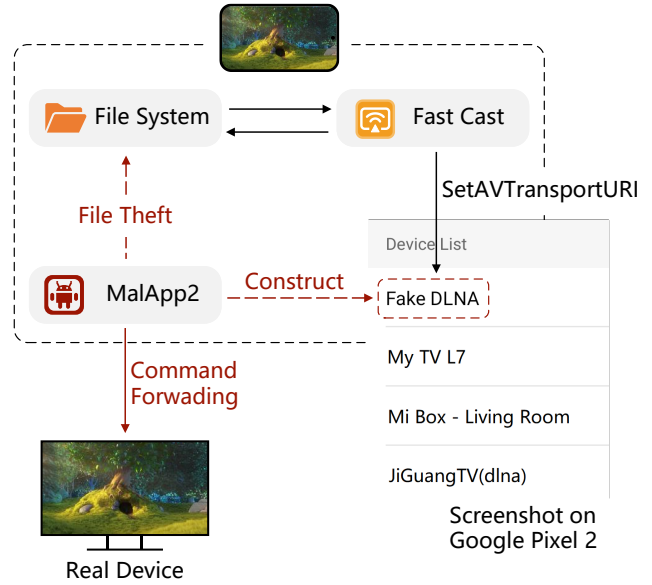 File System
Fast Cast
SetAVTransportURI
File Theft
Device List
MalApp2
Construct
Fake DLNA
Command
Forwading
My TV L7
Mi Box - Living Room
JiGuangTV(dlna)
Real Device
Screenshot on
Google Pixel 2